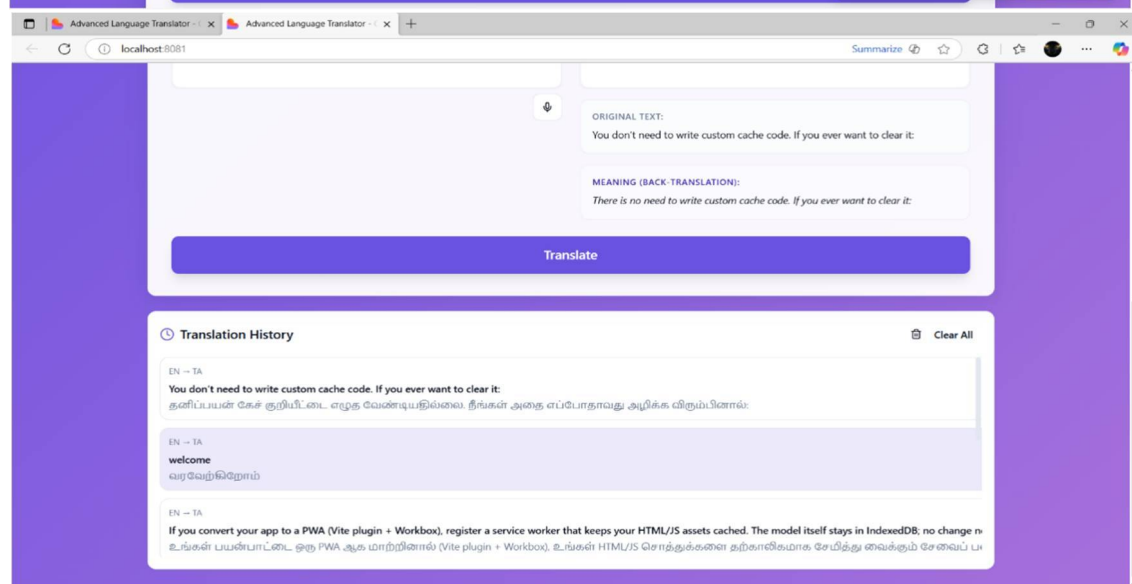 Advanced Language Translator - Advanced Language Translator -
localhost:8081 Summarize
ORIGINAL TEXT:
You don't need to write custom cache code. If you ever want to clear it:
MEANING (BACK-TRANSLATION):
There is no need to write custom cache code. If you ever want to clear it:
Translate
Translation History Clear All
EN → TA
You don't need to write custom cache code. If you ever want to clear it:
தனிப்பயன் கேச் குறியீட்டை எழுத வேண்டியதில்லை. நீங்கள் அதை எப்போதாவது அழிக்க விரும்பினால்:
EN → TA
welcome
வரவேற்கிறோம்
EN → TA
If you convert your app to a PWA (Vite plugin + Workbox), register a service worker that keeps your HTML/JS assets cached. The model itself stays in IndexedDB; no change
உங்கள் பயன்பாட்டை ஒரு PWA ஆக மாற்றினால் (Vite plugin + Workbox), உங்கள் HTML/JS சொத்துக்களை தற்காலிகமாக சேமித்து வைக்கும் சேவைப்